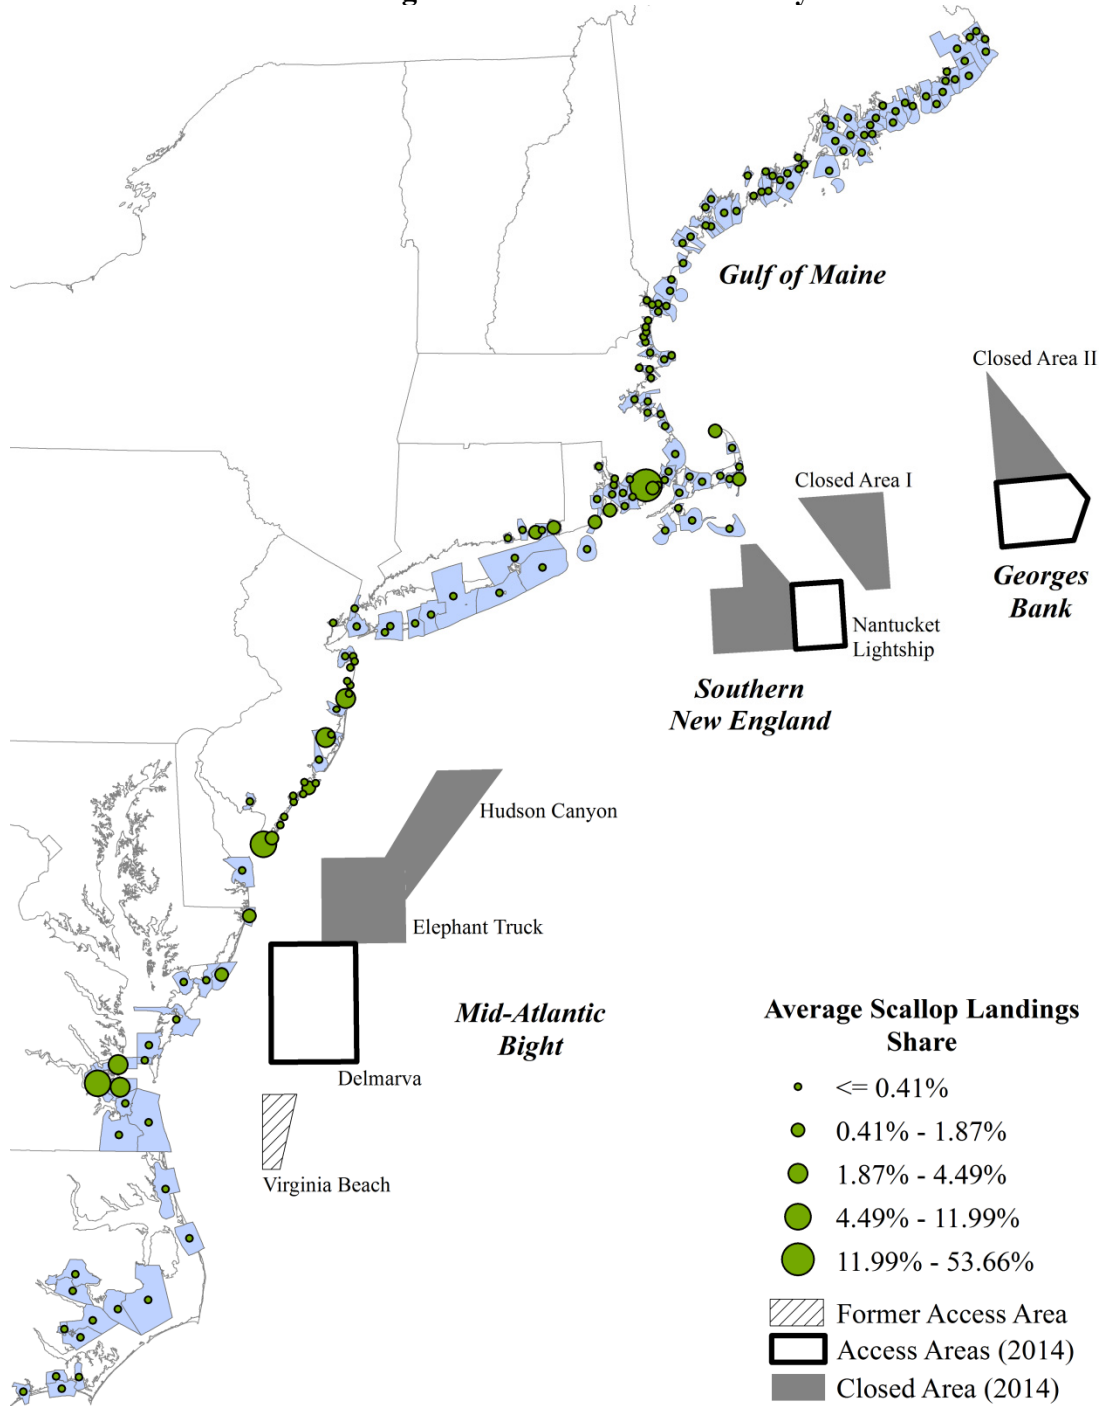 Gulf of Maine
Closed Area II
Closed Area I
Georges
Bank
Nantucket
Lightship
Southern
New England
Hudson Canyon
Elephant Truck
Mid-Atlantic
Bight
Delmarva
Virginia Beach
Average Scallop Landings
Share
<= 0.41%
0.41% - 1.87%
1.87% - 4.49%
4.49% - 11.99%
11.99% - 53.66%
Former Access Area
Access Areas (2014)
Closed Area (2014)